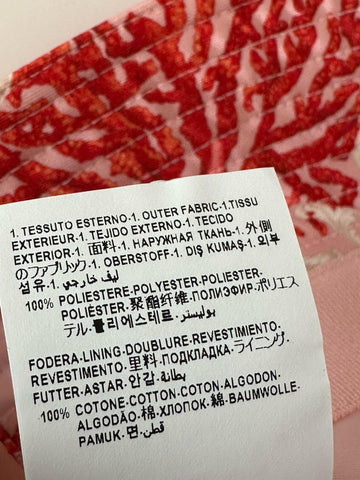 1. TESSUTO ESTERNO-1. OUTER FABRIC-1.TISSU
EXTERIEUR-1. TEJIDO EXTERNO-1. TECIDO
EXTERIOR-1. 面料-1. НАРУЖНАЯ ТКАНЬ-1. 外側
のファブリック-1. OBERSTOFF-1. DIŞ KUMAŞ-1. 외부
섬유-1. ليف خارجي
100% POLIESTERE-POLYESTER-POLIESTER-
POLIÉSTER-聚酯纤维-ПОЛИЭФИР-ポリエス
テル-폴리에스테르-بوليستر
FODERA-LINING-DOUBLURE-REVESTIMIENTO-
REVESTIMENTO-里料-ПОДКЛАДКА-ライニング-
FUTTER-ASTAR-안감-بطانة
100% COTONE-COTTON-COTON-ALGODON-
ALGODÃO-棉-ХЛОПОК-綿-BAUMWOLLE-
PAMUK-면-قطن